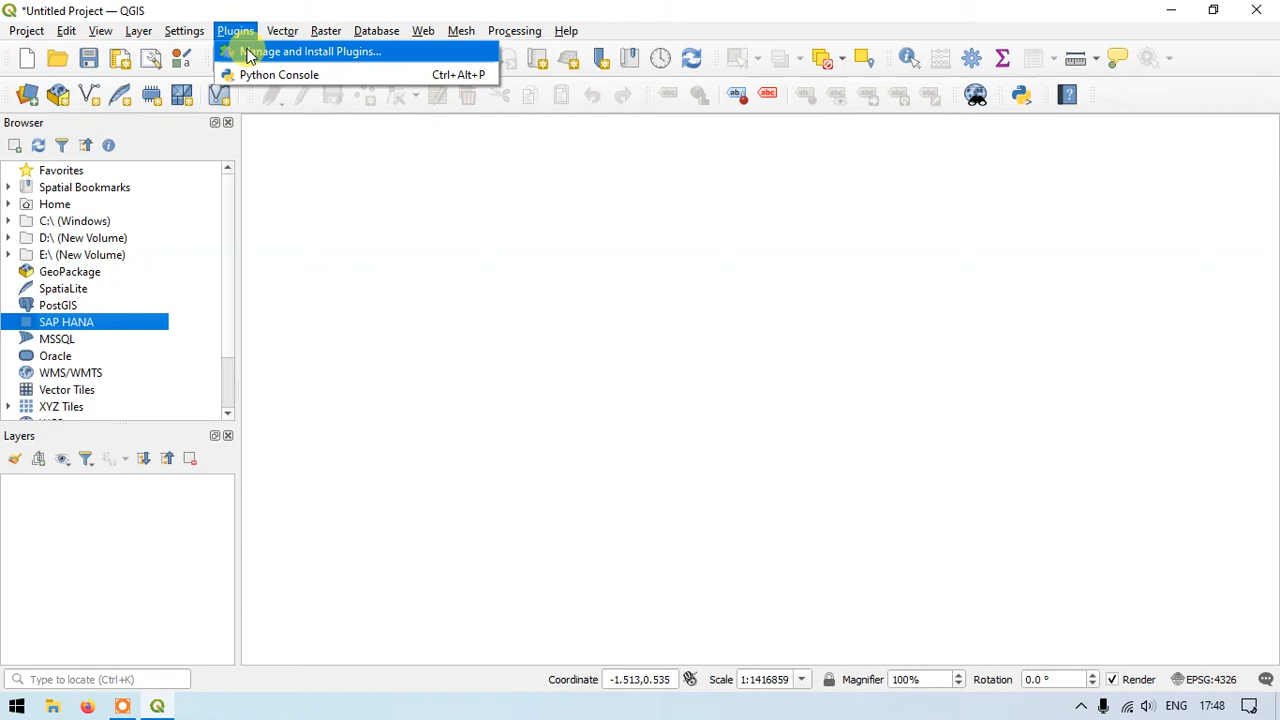 *Untitled Project — QGIS
Project Edit View Layer Settings Plugins Vector Raster Database Web Mesh Processing Help
Manage and Install Plugins...
Python Console Ctrl+Alt+P
abc abc
Browser
Favorites
Spatial Bookmarks
Home
C:\ (Windows)
D:\ (New Volume)
E:\ (New Volume)
GeoPackage
SpatiaLite
PostGIS
SAP HANA
MSSQL
Oracle
WMS/WMTS
Vector Tiles
XYZ Tiles
Layers
Type to locate (Ctrl+K) Coordinate -1.513,0.535 Scale 1:1416859 Magnifier 100% Rotation 0.0 ° Render EPSG:4326
ENG 17:48